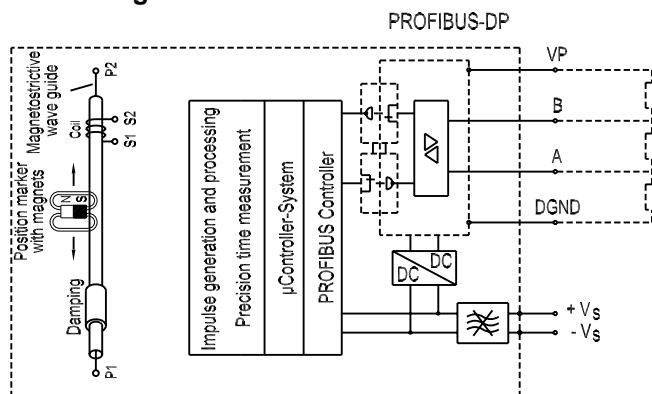 PROFIBUS-DP
P2
Magnetostrictive
wave guide
Coil
S2
S1
Position marker
with magnets
N
S
Damping
P1
Impulse generation and processing
Precision time measurement
µController-System
PROFIBUS Controller
VP
B
A
DGND
DC
DC
+ Vs
- Vs